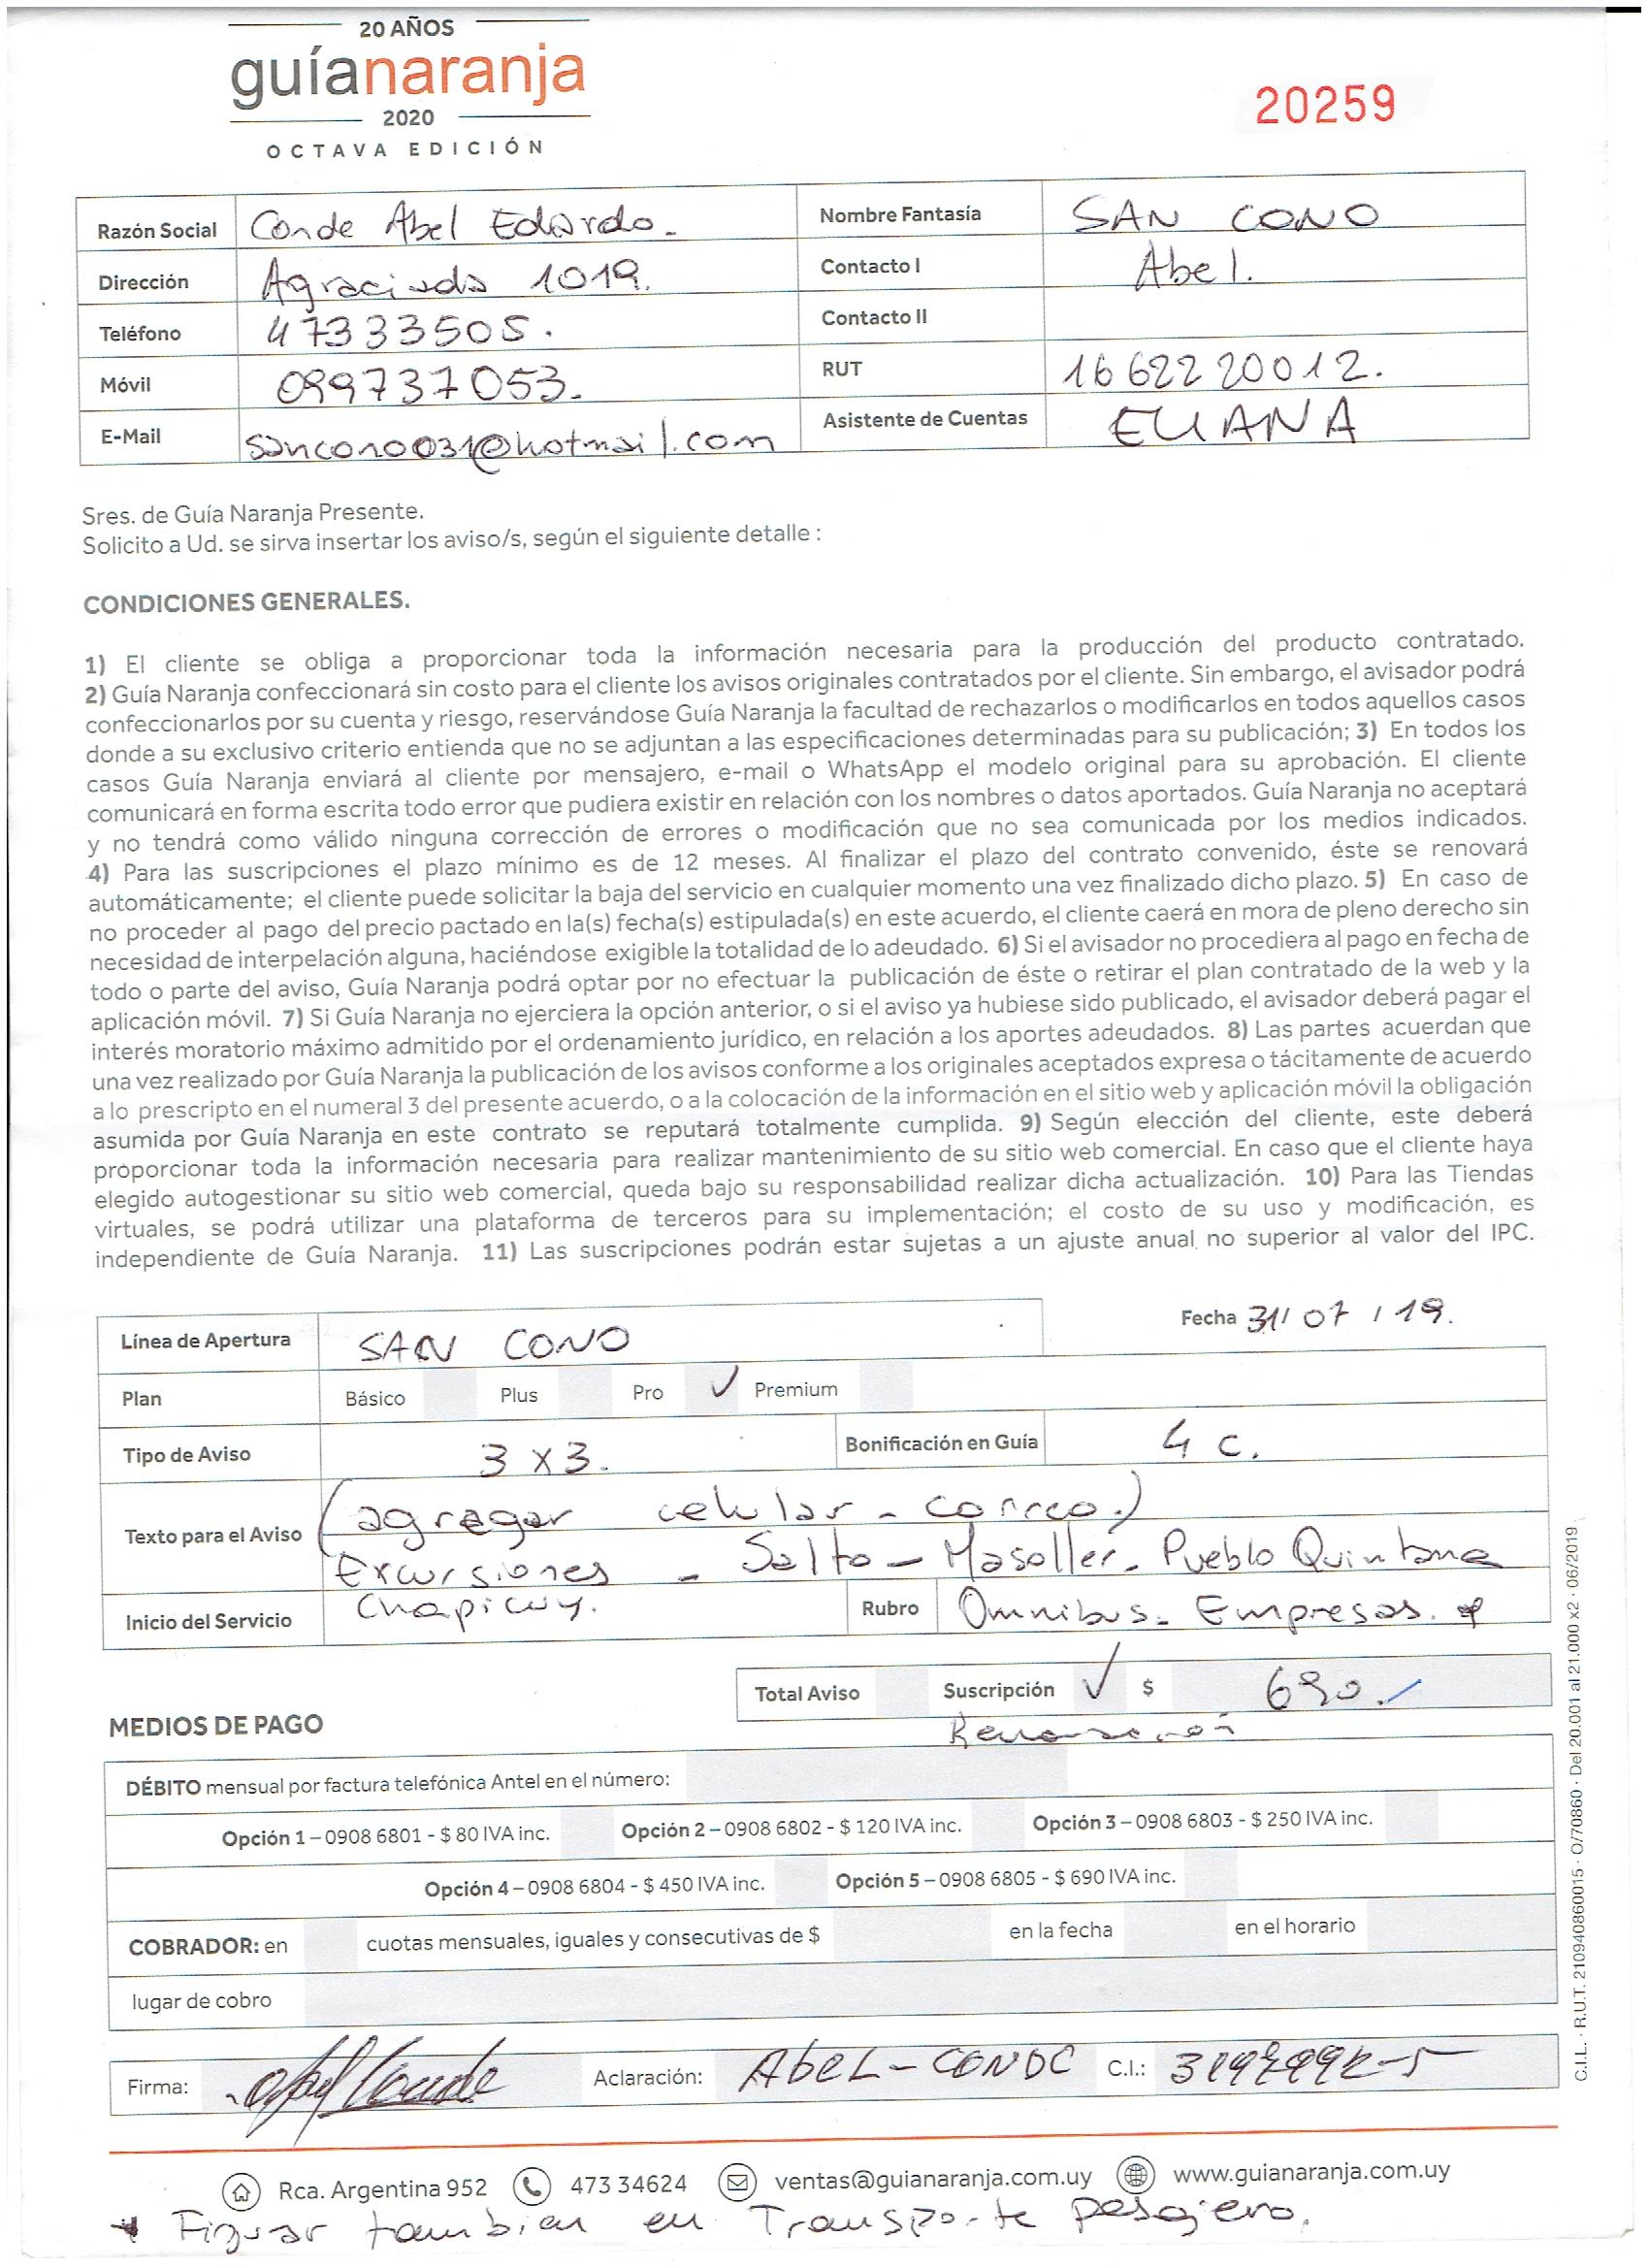 20 AÑOS
guíanaranja
2020
OCTAVA EDICIÓN
20259
Razón Social Conde Abel Edardo. Nombre Fantasía SAN CONO
Dirección Agraciada 1019. Contacto I Abel.
Teléfono 47333505. Contacto II
Móvil 099737053. RUT 166222 20012.
E-Mail sancono031@hotmail.com Asistente de Cuentas ELIANA
Sres. de Guía Naranja Presente.
Solicito a Ud. se sirva insertar los aviso/s, según el siguiente detalle :
CONDICIONES GENERALES.
1) El cliente se obliga a proporcionar toda la información necesaria para la producción del producto contratado.
2) Guía Naranja confeccionará sin costo para el cliente los avisos originales contratados por el cliente. Sin embargo, el avisador podrá
confeccionarlos por su cuenta y riesgo, reservándose Guía Naranja la facultad de rechazarlos o modificarlos en todos aquellos casos
donde a su exclusivo criterio entienda que no se adjuntan a las especificaciones determinadas para su publicación; 3) En todos los
casos Guía Naranja enviará al cliente por mensajero, e-mail o WhatsApp el modelo original para su aprobación. El cliente
comunicará en forma escrita todo error que pudiera existir en relación con los nombres o datos aportados. Guía Naranja no aceptará
y no tendrá como válido ninguna corrección de errores o modificación que no sea comunicada por los medios indicados.
4) Para las suscripciones el plazo mínimo es de 12 meses. Al finalizar el plazo del contrato convenido, éste se renovará
automáticamente; el cliente puede solicitar la baja del servicio en cualquier momento una vez finalizado dicho plazo. 5) En caso de
no proceder al pago del precio pactado en la(s) fecha(s) estipulada(s) en este acuerdo, el cliente caerá en mora de pleno derecho sin
necesidad de interpelación alguna, haciéndose exigible la totalidad de lo adeudado. 6) Si el avisador no procediera al pago en fecha de
todo o parte del aviso, Guía Naranja podrá optar por no efectuar la publicación de éste o retirar el plan contratado de la web y la
aplicación móvil. 7) Si Guía Naranja no ejerciera la opción anterior, o si el aviso ya hubiese sido publicado, el avisador deberá pagar el
interés moratorio máximo admitido por el ordenamiento jurídico, en relación a los aportes adeudados. 8) Las partes acuerdan que
una vez realizado por Guía Naranja la publicación de los avisos conforme a los originales aceptados expresa o tácitamente de acuerdo
a lo prescripto en el numeral 3 del presente acuerdo, o a la colocación de la información en el sitio web y aplicación móvil la obligación
asumida por Guía Naranja en este contrato se reputará totalmente cumplida. 9) Según elección del cliente, este deberá
proporcionar toda la información necesaria para realizar mantenimiento de su sitio web comercial. En caso que el cliente haya
elegido autogestionar su sitio web comercial, queda bajo su responsabilidad realizar dicha actualización. 10) Para las Tiendas
virtuales, se podrá utilizar una plataforma de terceros para su implementación; el costo de su uso y modificación, es
independiente de Guía Naranja. 11) Las suscripciones podrán estar sujetas a un ajuste anual no superior al valor del IPC.
Fecha 31/ 07 / 19.
Línea de Apertura SAN CONO
Plan Básico Plus Pro ✓ Premium
Tipo de Aviso 3 x 3. Bonificación en Guía 4 c.
Texto para el Aviso (agregar celular - correo.)
Excursiones - Salto - Masoller - Pueblo Quintana
Chapicuy.
Inicio del Servicio Rubro Omnibus - Empresas. *
Total Aviso Suscripción ✓ $ 690.
MEDIOS DE PAGO
DÉBITO mensual por factura telefónica Antel en el número:
Opción 1 – 0908 6801 - $ 80 IVA inc. Opción 2 – 0908 6802 - $ 120 IVA inc. Opción 3 – 0908 6803 - $ 250 IVA inc.
Opción 4 – 0908 6804 - $ 450 IVA inc. Opción 5 – 0908 6805 - $ 690 IVA inc.
COBRADOR: en cuotas mensuales, iguales y consecutivas de $ en la fecha en el horario
lugar de cobro
Firma: Aclaración: AbEL - CONDE C.I.:
Rca. Argentina 952 473 34624 ventas@guianaranja.com.uy www.guianaranja.com.uy
* Figurar tambien en Transporte pasajero.
C.I.L. · R.U.T. 210940860015 · O/70860 · Del 20.001 al 21.000 x2 · 06/2019